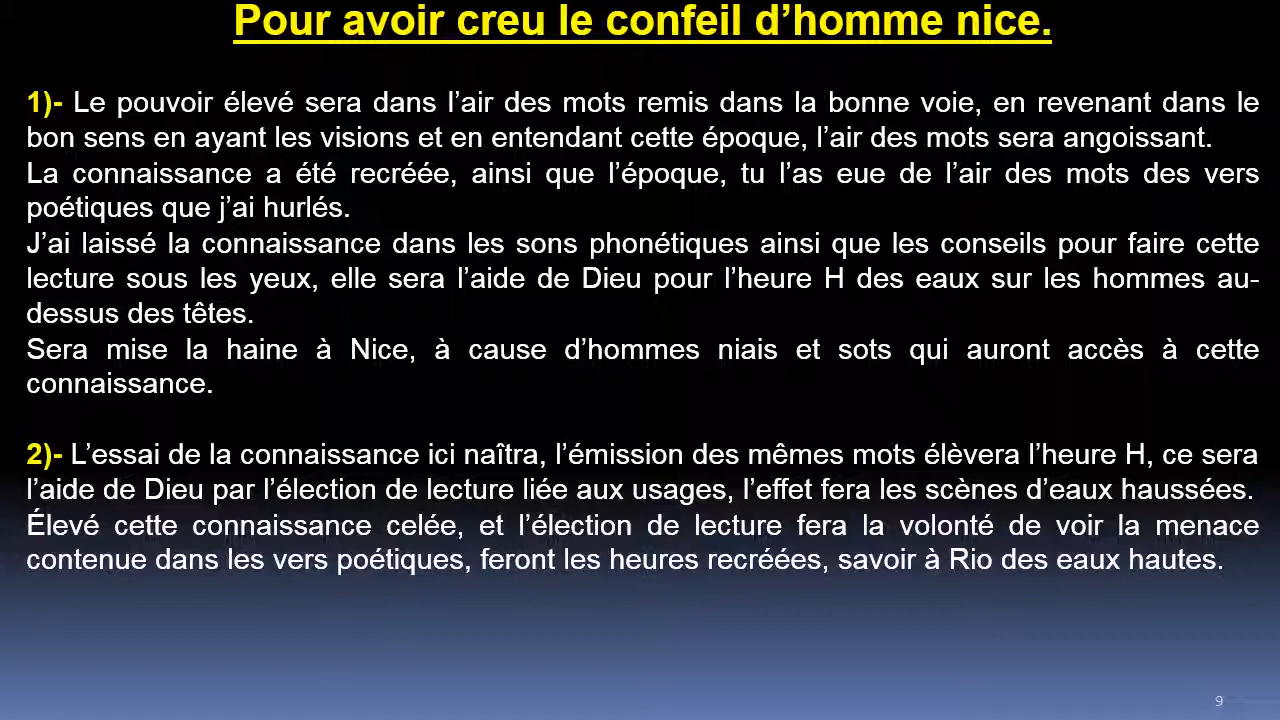 Pour avoir creu le confeil d’homme nice.
1)- Le pouvoir élevé sera dans l’air des mots remis dans la bonne voie, en revenant dans le
bon sens en ayant les visions et en entendant cette époque, l’air des mots sera angoissant.
La connaissance a été recréée, ainsi que l’époque, tu l’as eue de l’air des mots des vers
poétiques que j’ai hurlés.
J’ai laissé la connaissance dans les sons phonétiques ainsi que les conseils pour faire cette
lecture sous les yeux, elle sera l’aide de Dieu pour l’heure H des eaux sur les hommes au-
dessus des têtes.
Sera mise la haine à Nice, à cause d’hommes niais et sots qui auront accès à cette
connaissance.
2)- L’essai de la connaissance ici naîtra, l’émission des mêmes mots élèvera l’heure H, ce sera
l’aide de Dieu par l’élection de lecture liée aux usages, l’effet fera les scènes d’eaux haussées.
Élevé cette connaissance celée, et l’élection de lecture fera la volonté de voir la menace
contenue dans les vers poétiques, feront les heures recréées, savoir à Rio des eaux hautes.
9